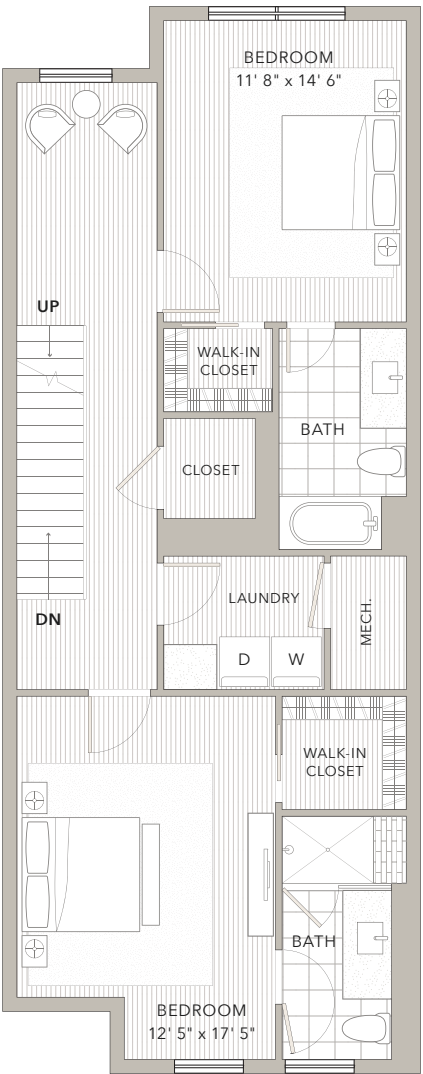 BEDROOM
11' 8" x 14' 6"
UP
WALK-IN
CLOSET
BATH
CLOSET
LAUNDRY
MECH.
DN
D
W
WALK-IN
CLOSET
BATH
BEDROOM
12' 5" x 17' 5"